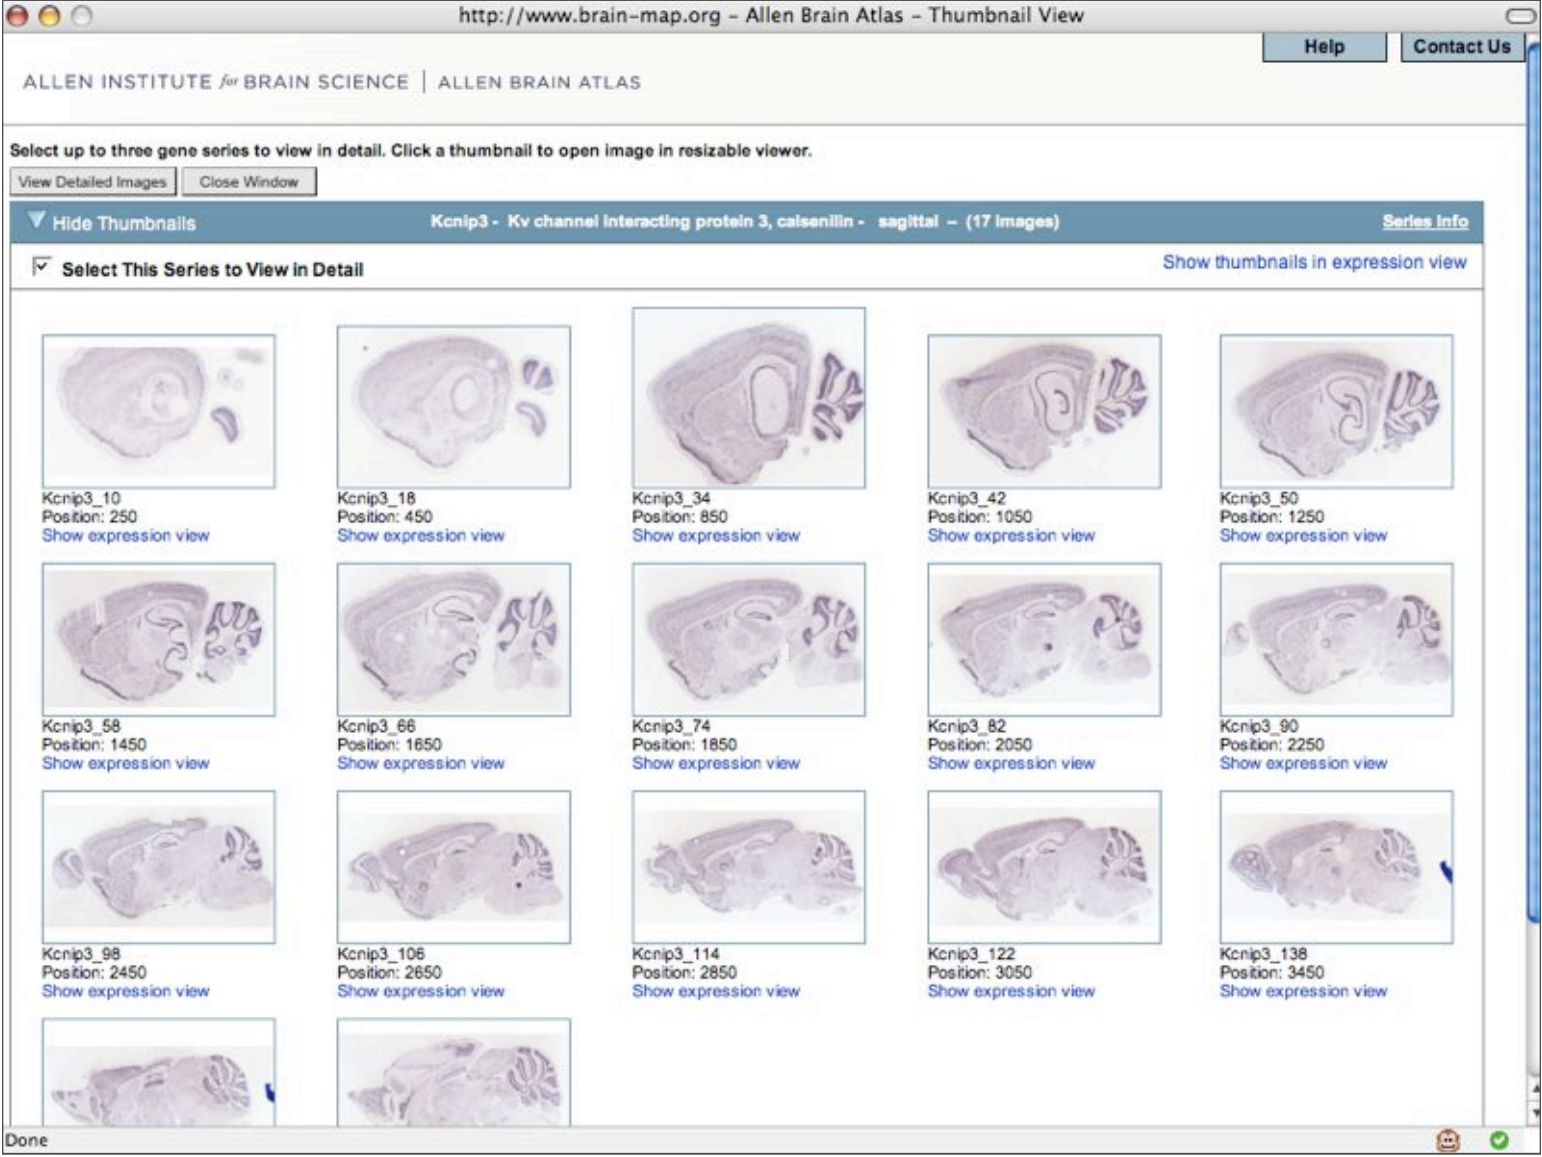 http://www.brain-map.org – Allen Brain Atlas – Thumbnail View
Help
Contact Us
ALLEN INSTITUTE for BRAIN SCIENCE | ALLEN BRAIN ATLAS
Select up to three gene series to view in detail. Click a thumbnail to open image in resizable viewer.
View Detailed Images
Close Window
Hide Thumbnails
Kcnip3 - Kv channel interacting protein 3, calsenilin - sagittal – (17 images)
Series Info
Select This Series to View in Detail
Show thumbnails in expression view
Kcnip3_10
Position: 250
Show expression view
Kcnip3_18
Position: 450
Show expression view
Kcnip3_34
Position: 850
Show expression view
Kcnip3_42
Position: 1050
Show expression view
Kcnip3_50
Position: 1250
Show expression view
Kcnip3_58
Position: 1450
Show expression view
Kcnip3_66
Position: 1650
Show expression view
Kcnip3_74
Position: 1850
Show expression view
Kcnip3_82
Position: 2050
Show expression view
Kcnip3_90
Position: 2250
Show expression view
Kcnip3_98
Position: 2450
Show expression view
Kcnip3_106
Position: 2650
Show expression view
Kcnip3_114
Position: 2850
Show expression view
Kcnip3_122
Position: 3050
Show expression view
Kcnip3_138
Position: 3450
Show expression view
Done